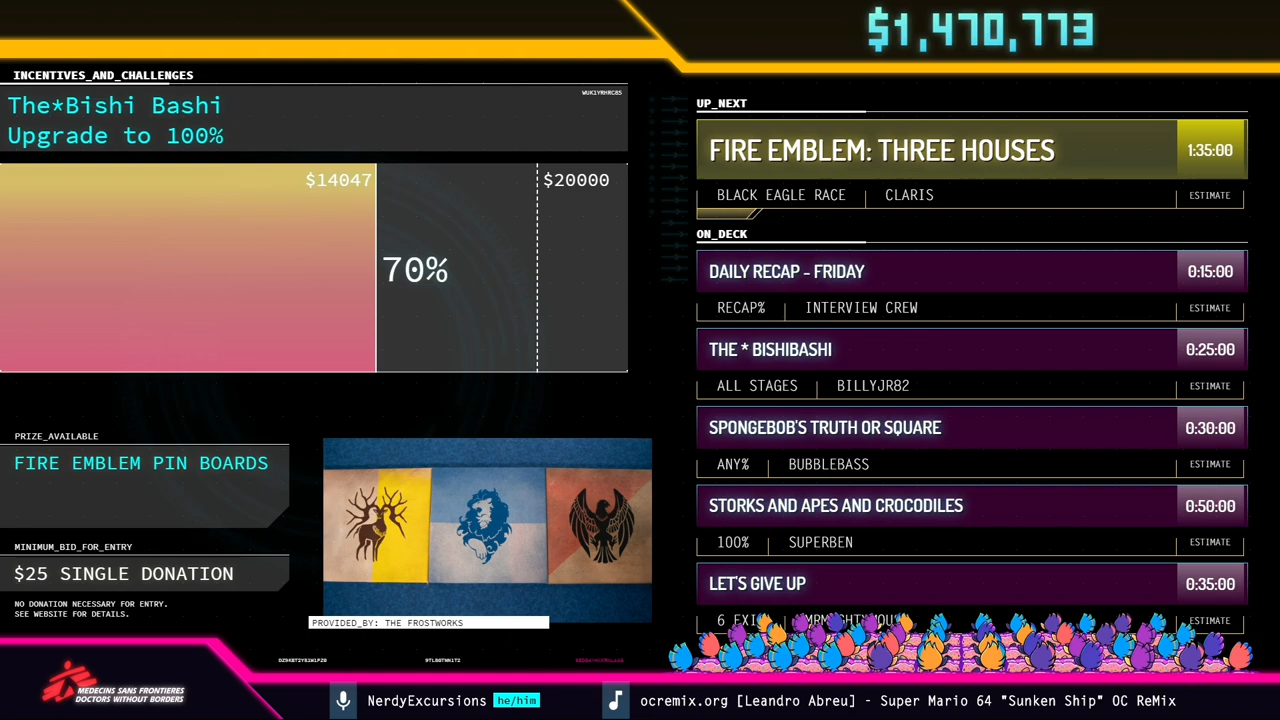 $1,470,773
INCENTIVES_AND_CHALLENGES
The*Bishi Bashi
Upgrade to 100%
WUK1YRHRC85
$14047
$20000
70%
PRIZE_AVAILABLE
FIRE EMBLEM PIN BOARDS
MINIMUM_BID_FOR_ENTRY
$25 SINGLE DONATION
NO DONATION NECESSARY FOR ENTRY.
SEE WEBSITE FOR DETAILS.
PROVIDED_BY: THE FROSTWORKS
UP_NEXT
FIRE EMBLEM: THREE HOUSES
1:35:00
BLACK EAGLE RACE
CLARIS
ESTIMATE
ON_DECK
DAILY RECAP - FRIDAY
0:15:00
RECAP%
INTERVIEW CREW
ESTIMATE
THE * BISHIBASHI
0:25:00
ALL STAGES
BILLYJR82
ESTIMATE
SPONGEBOB'S TRUTH OR SQUARE
0:30:00
ANY%
BUBBLEBASS
ESTIMATE
STORKS AND APES AND CROCODILES
0:50:00
100%
SUPERBEN
ESTIMATE
LET'S GIVE UP
0:35:00
ESTIMATE
MEDECINS SANS FRONTIERES
DOCTORS WITHOUT BORDERS
NerdyExcursions he/him
ocremix.org [Leandro Abreu] - Super Mario 64 "Sunken Ship" OC ReMix